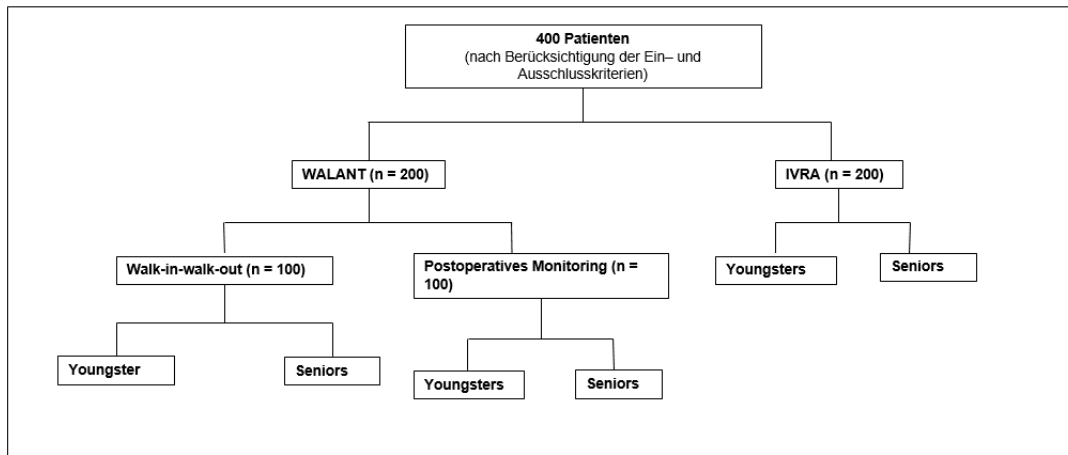 400 Patienten
(nach Berücksichtigung der Ein– und
Ausschlusskriterien)
WALANT (n = 200)
IVRA (n = 200)
Walk-in-walk-out (n = 100)
Postoperatives Monitoring (n =
100)
Youngsters
Seniors
Youngster
Seniors
Youngsters
Seniors